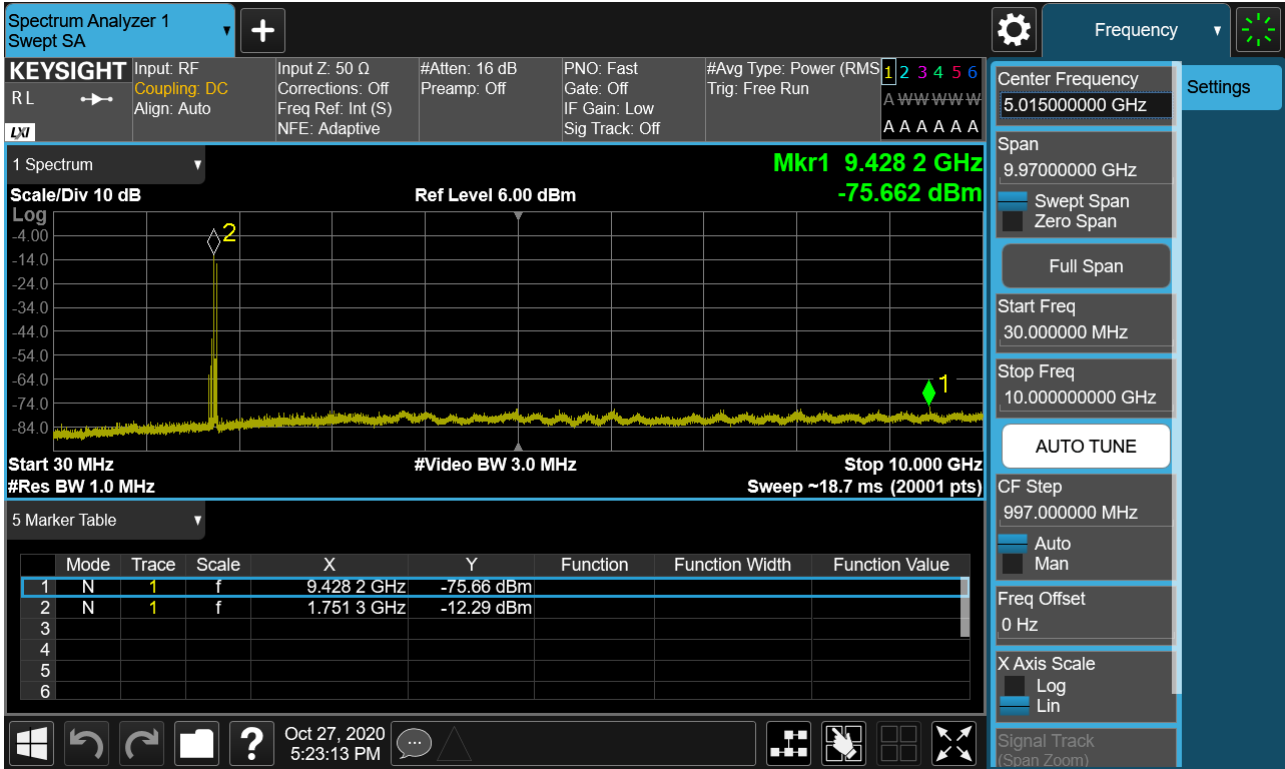 Spectrum Analyzer 1
Swept SA
Frequency
KEYSIGHT
R L
LXI
Input: RF
Coupling: DC
Align: Auto
Input Z: 50 Ω
Corrections: Off
Freq Ref: Int (S)
NFE: Adaptive
#Atten: 16 dB
Preamp: Off
PNO: Fast
Gate: Off
IF Gain: Low
Sig Track: Off
#Avg Type: Power (RMS
Trig: Free Run
1 2 3 4 5 6
A W W W W W
A A A A A A
1 Spectrum
Mkr1 9.428 2 GHz
Scale/Div 10 dB
Ref Level 6.00 dBm
-75.662 dBm
Log
-4.00
-14.0
-24.0
-34.0
-44.0
-54.0
-64.0
-74.0
-84.0
2
1
Start 30 MHz
#Video BW 3.0 MHz
Stop 10.000 GHz
#Res BW 1.0 MHz
Sweep ~18.7 ms (20001 pts)
5 Marker Table
Mode Trace Scale X Y Function Function Width Function Value
1 N 1 f 9.428 2 GHz -75.66 dBm
2 N 1 f 1.751 3 GHz -12.29 dBm
3
4
5
6
Oct 27, 2020
5:23:13 PM
Center Frequency
5.015000000 GHz
Settings
Span
9.97000000 GHz
Swept Span
Zero Span
Full Span
Start Freq
30.000000 MHz
Stop Freq
10.000000000 GHz
AUTO TUNE
CF Step
997.000000 MHz
Auto
Man
Freq Offset
0 Hz
X Axis Scale
Log
Lin
Signal Track
(Span Zoom)